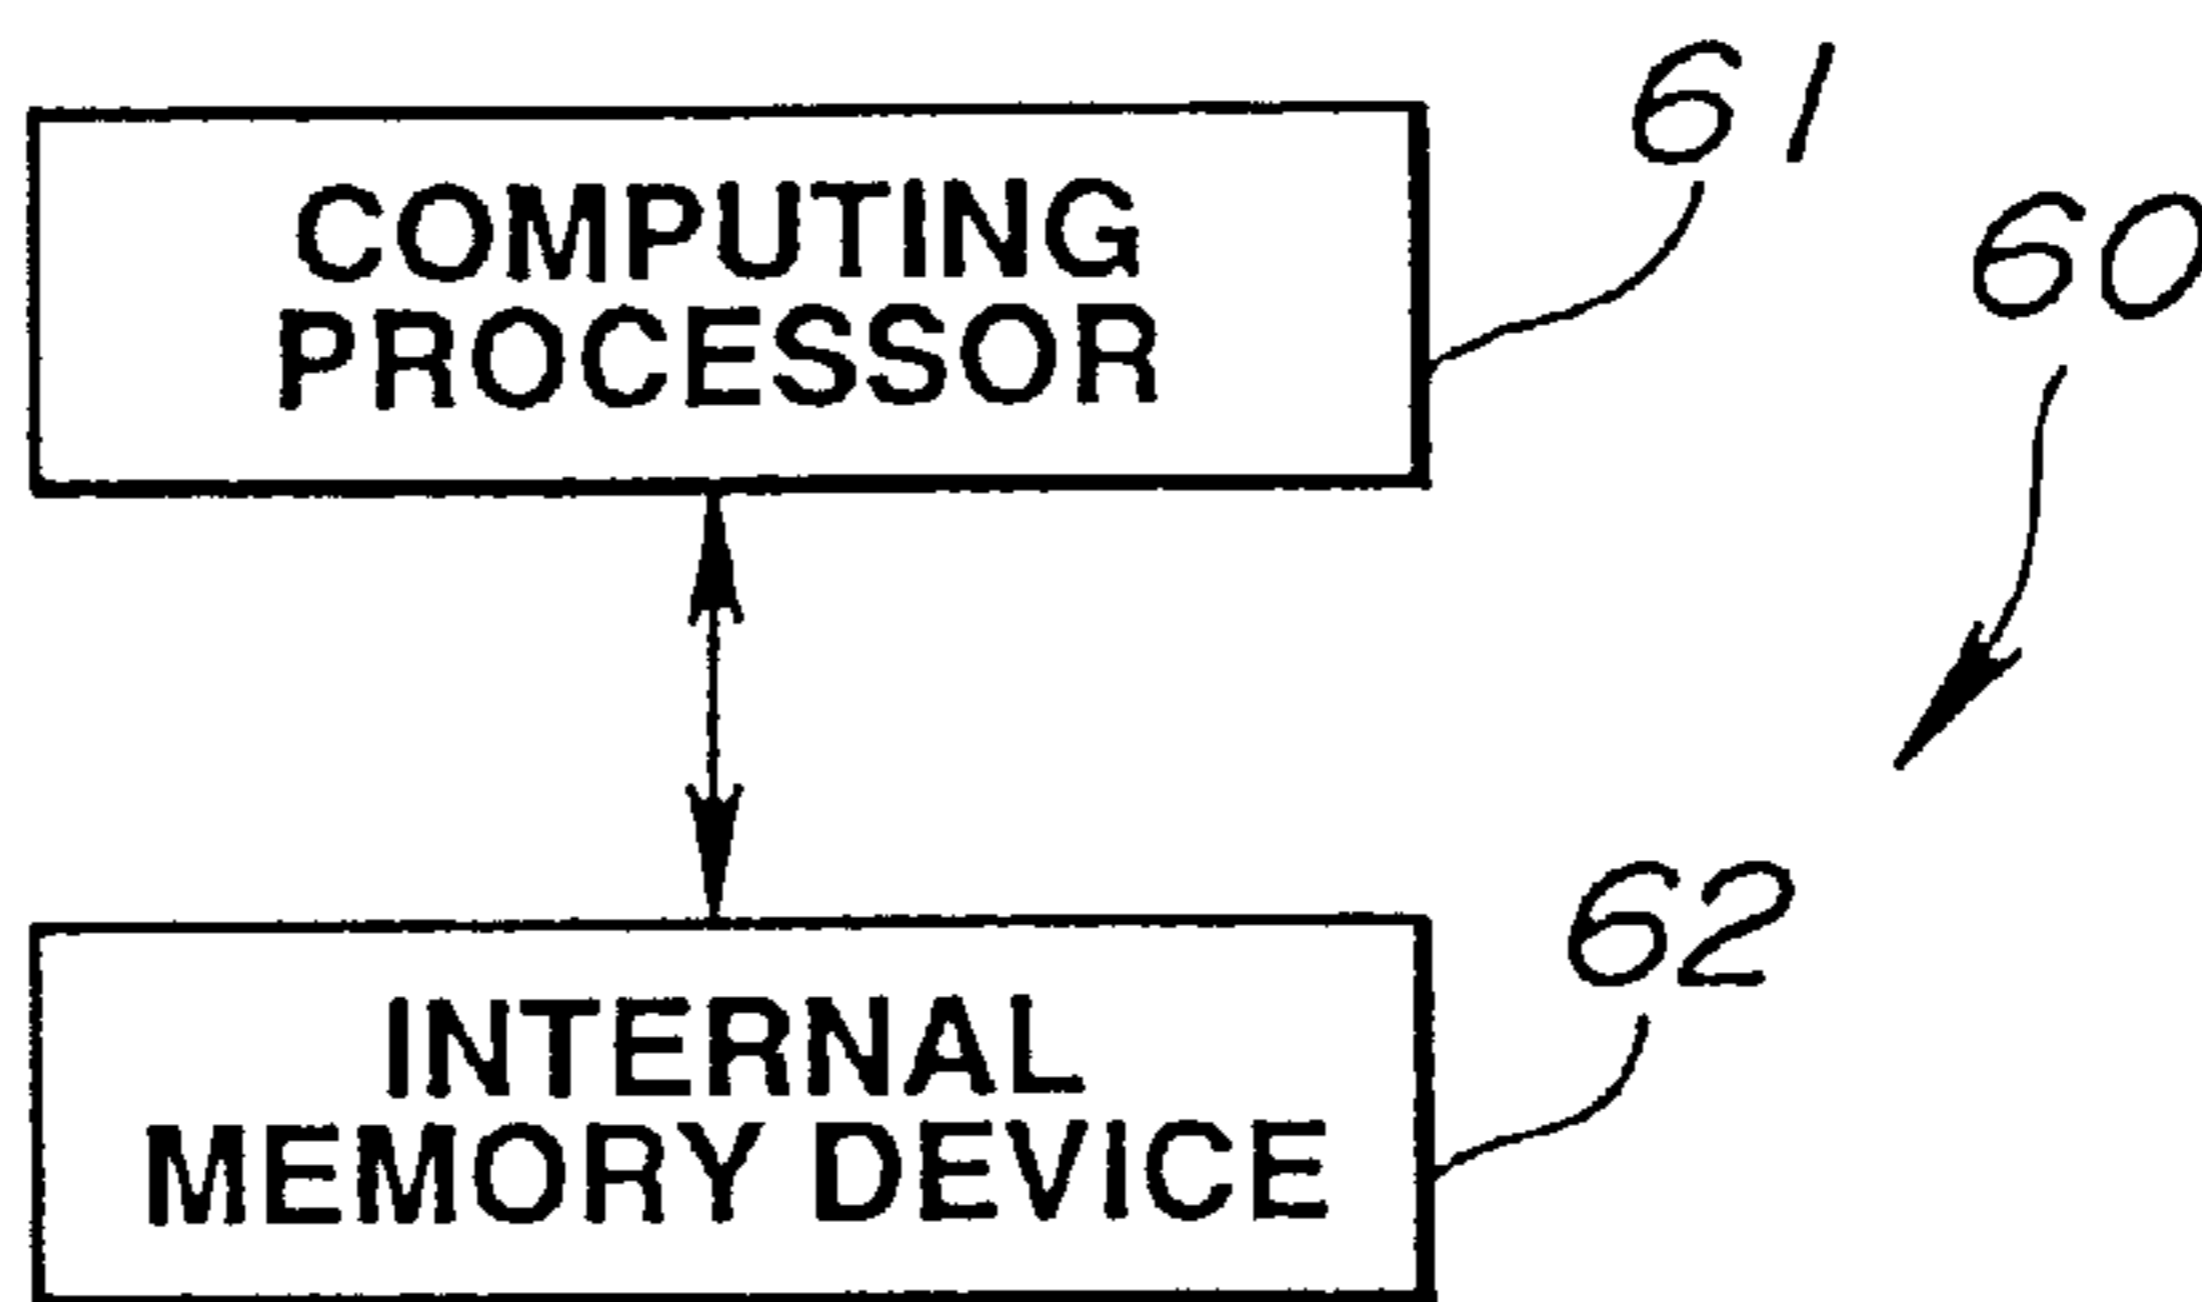 61
COMPUTING
PROCESSOR
60
62
INTERNAL
MEMORY DEVICE